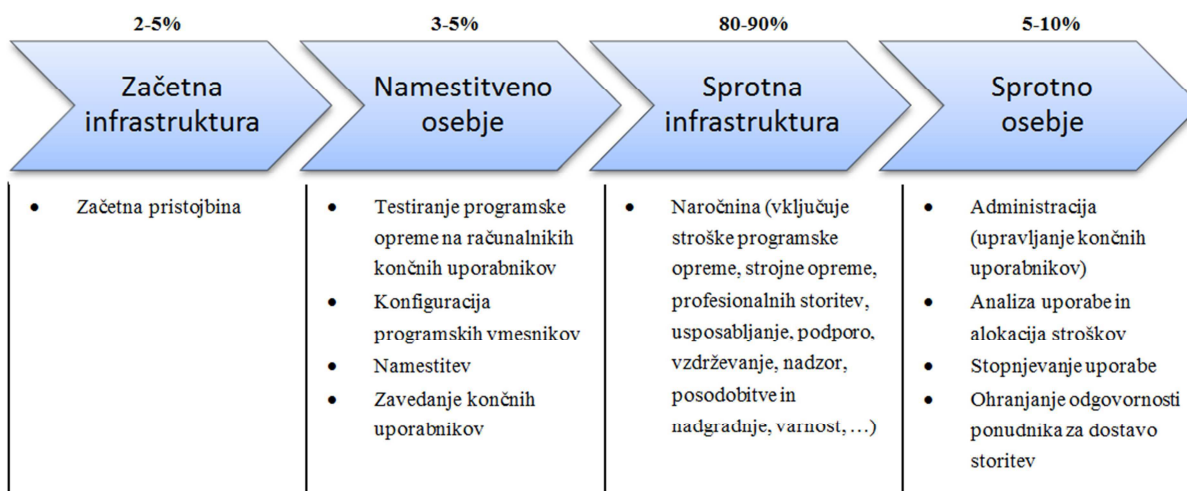 2-5%
Začetna
infrastruktura
• Začetna pristojbina
3-5%
Namestitveno
osebje
• Testiranje programske
opreme na računalnikih
končnih uporabnikov
• Konfiguracija
programskih vmesnikov
• Namestitev
• Zavedanje končnih
uporabnikov
80-90%
Sprotna
infrastruktura
• Naročnina (vključuje
stroške programske
opreme, strojne opreme,
profesionalnih storitev,
usposabljanje, podporo,
vzdrževanje, nadzor,
posodobitve in
nadgradnje, varnost, …)
5-10%
Sprotno
osebje
• Administracija
(upravljanje končnih
uporabnikov)
• Analiza uporabe in
alokacija stroškov
• Stopnjevanje uporabe
• Ohranjanje odgovornosti
ponudnika za dostavo
storitev